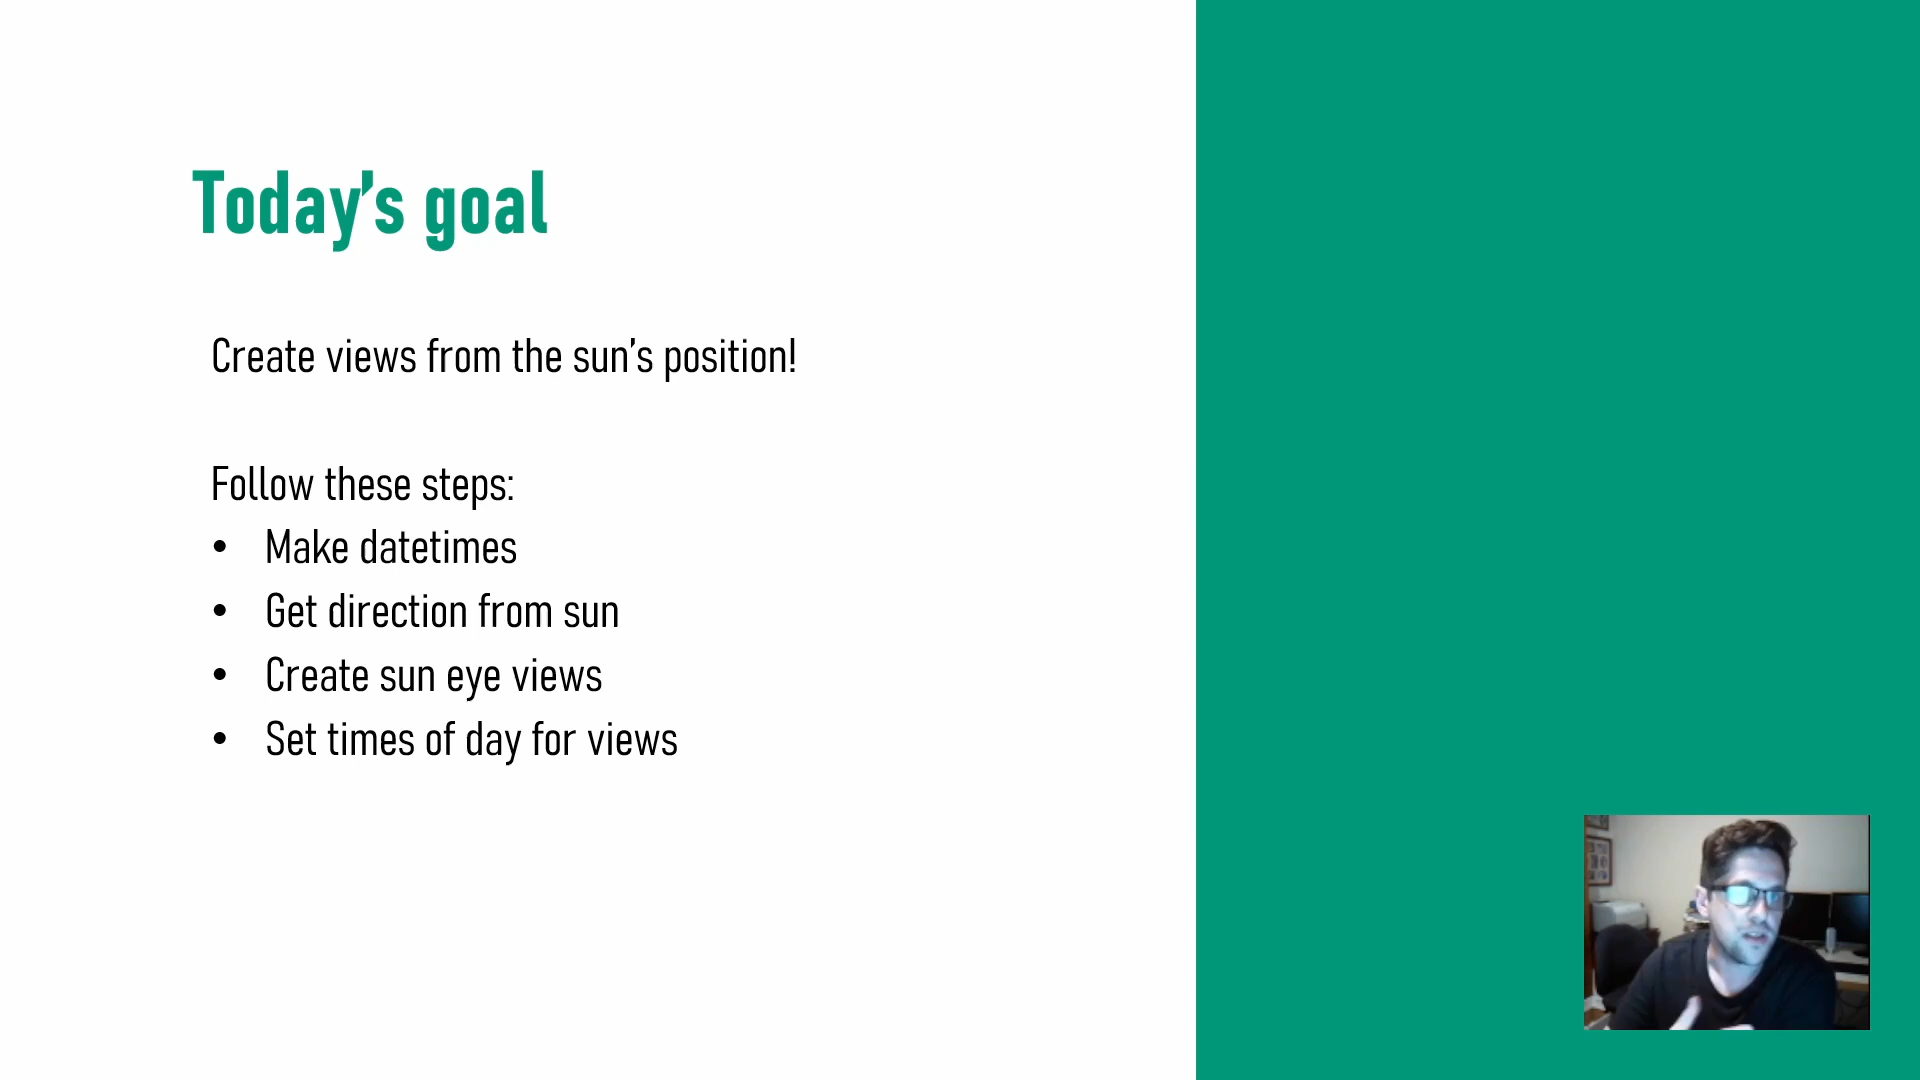 Today’s goal
Create views from the sun’s position!
Follow these steps:
• Make datetimes
• Get direction from sun
• Create sun eye views
• Set times of day for views